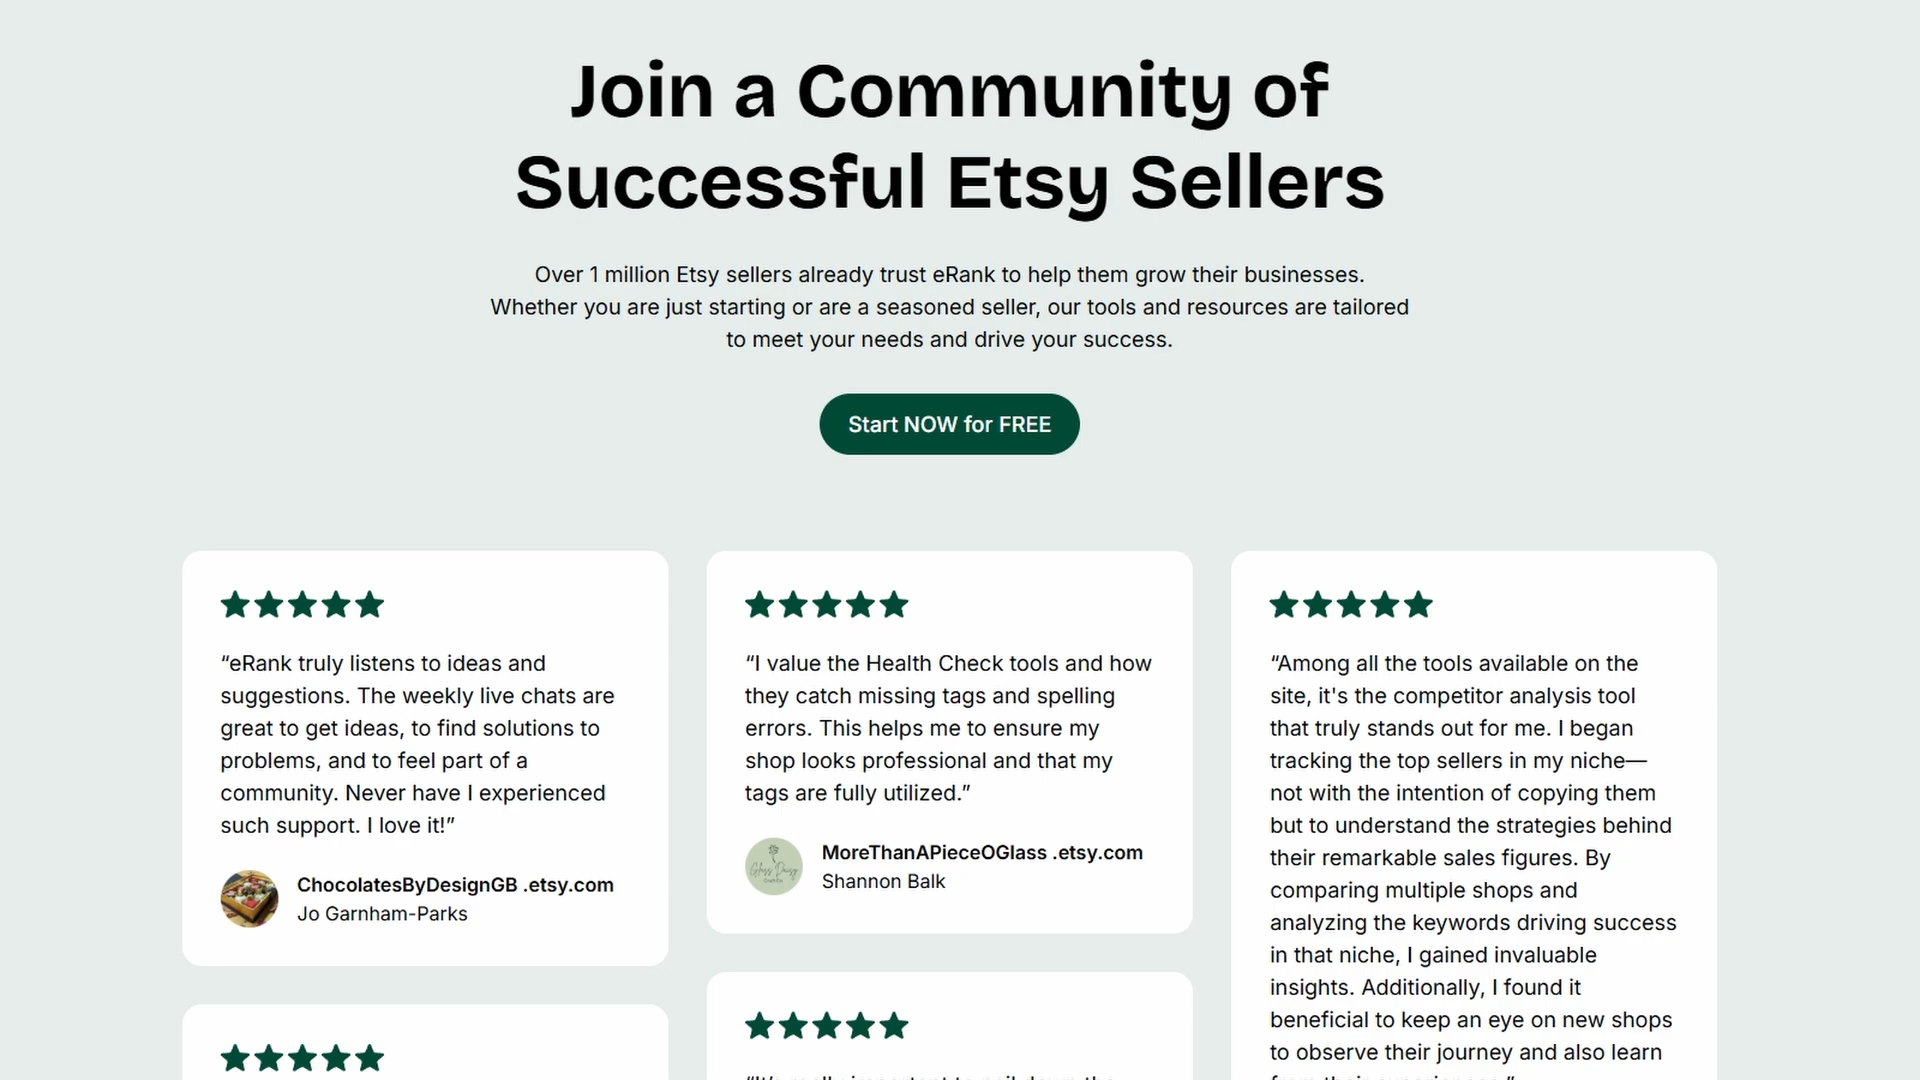 Join a Community of
Successful Etsy Sellers
Over 1 million Etsy sellers already trust eRank to help them grow their businesses.
Whether you are just starting or are a seasoned seller, our tools and resources are tailored
to meet your needs and drive your success.
Start NOW for FREE
“eRank truly listens to ideas and
suggestions. The weekly live chats are
great to get ideas, to find solutions to
problems, and to feel part of a
community. Never have I experienced
such support. I love it!”
ChocolatesByDesignGB .etsy.com
Jo Garnham-Parks
“I value the Health Check tools and how
they catch missing tags and spelling
errors. This helps me to ensure my
shop looks professional and that my
tags are fully utilized.”
Glass Daisy
MoreThanAPieceOGlass .etsy.com
Shannon Balk
“Among all the tools available on the
site, it's the competitor analysis tool
that truly stands out for me. I began
tracking the top sellers in my niche—
not with the intention of copying them
but to understand the strategies behind
their remarkable sales figures. By
comparing multiple shops and
analyzing the keywords driving success
in that niche, I gained invaluable
insights. Additionally, I found it
beneficial to keep an eye on new shops
to observe their journey and also learn